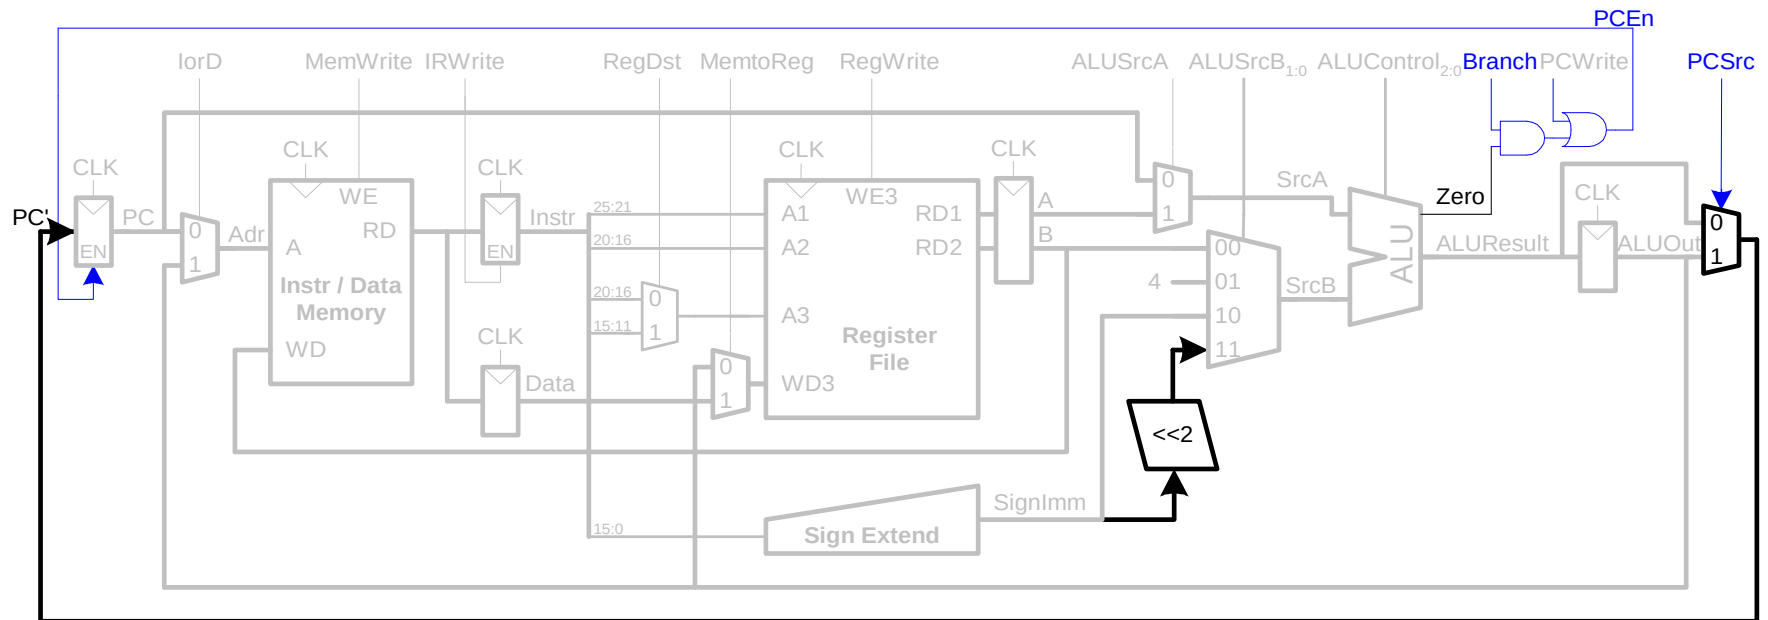 PCEn
IorD MemWrite IRWrite RegDst MemtoReg RegWrite ALUSrcA ALUSrcB1:0 ALUControl2:0 Branch PCWrite PCSrc
CLK CLK CLK CLK CLK CLK
WE WE3
PC' PC EN 0 1 Adr
A RD
Instr / Data
Memory
WD
EN Instr
CLK
Data
25:21
20:16
20:16
15:11
15:0
0
1
0
1
A1 RD1
A2 RD2
A3
Register
File
WD3
A
B
0
1
SrcA
4
00
01
10
11
SrcB
ALU
Zero
ALUResult
ALUOut
0
1
<<2
SignImm
Sign Extend